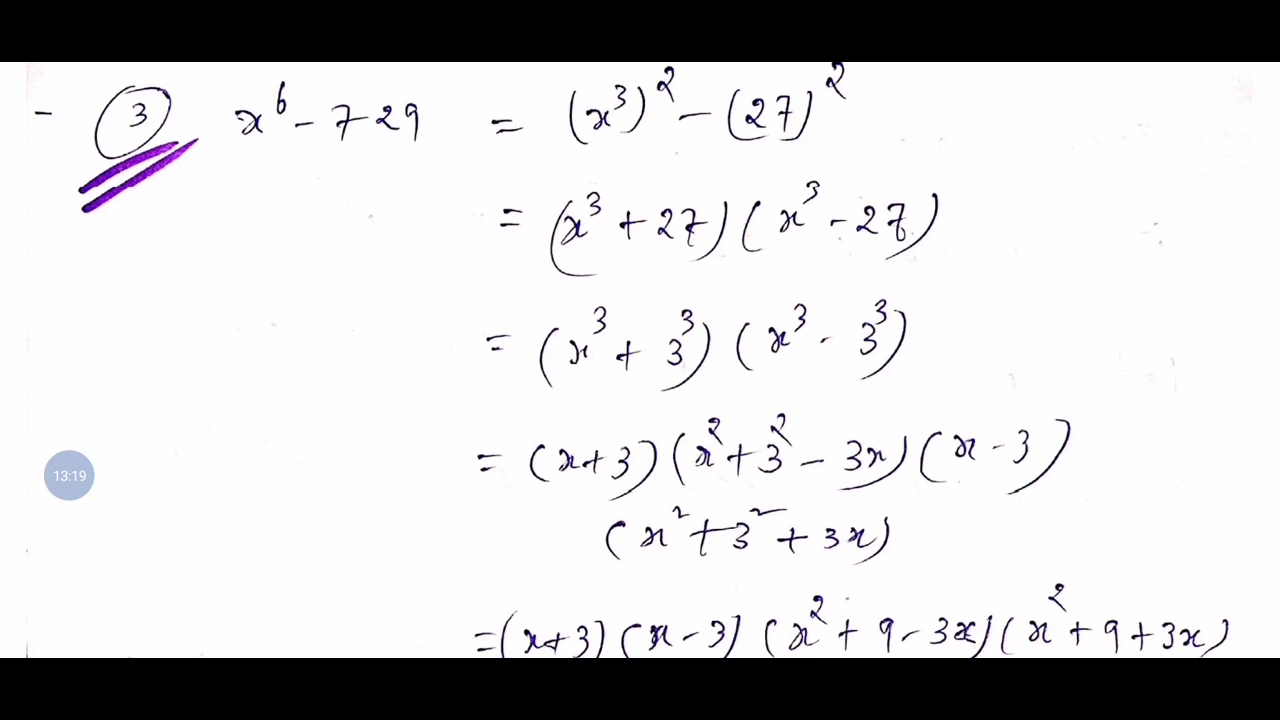 - ③ x⁶ - 729 = (x³)² - (27)²
= (x³ + 27) (x³ - 27)
= (x³ + 3³) (x³ - 3³)
= (x+3) (x² + 3² - 3x) (x - 3)
13:19
(x² + 3² + 3x)
= (x+3) (x - 3) (x² + 9 - 3x) (x² + 9 + 3x)